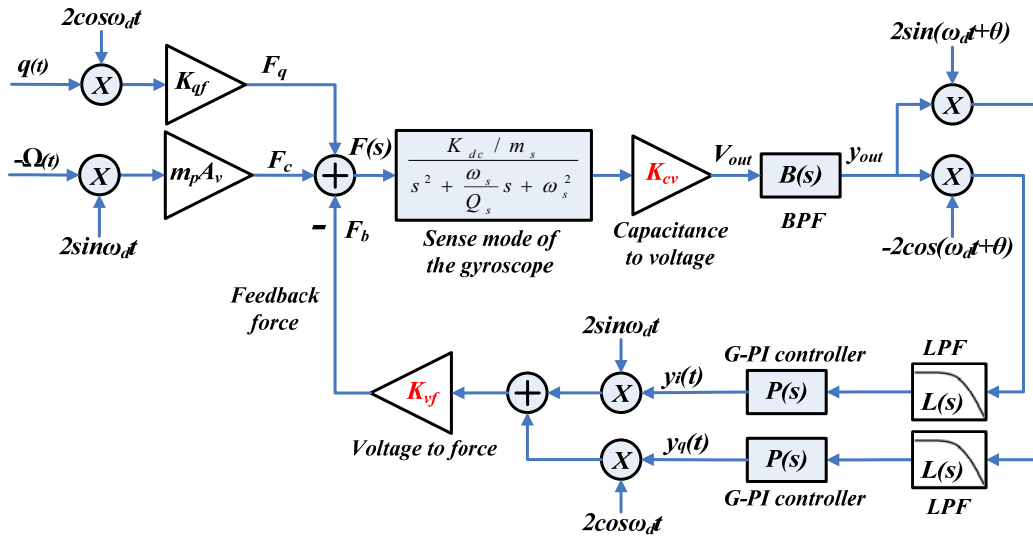 2cosω_dt
q(t)
X
K_qf
F_q
-Ω(t)
X
m_pA_v
F_c
2sinω_dt
+
F(s)
-
F_b
K_dc / m_s
s² + ω_s/Q_s s + ω_s²
Sense mode of
the gyroscope
K_cv
Capacitance
to voltage
V_out
B(s)
BPF
y_out
2sin(ω_dt+θ)
X
X
-2cos(ω_dt+θ)
Feedback
force
K_vf
Voltage to force
+
2sinω_dt
X
y_i(t)
G-PI controller
P(s)
LPF
L(s)
X
2cosω_dt
y_q(t)
P(s)
G-PI controller
L(s)
LPF